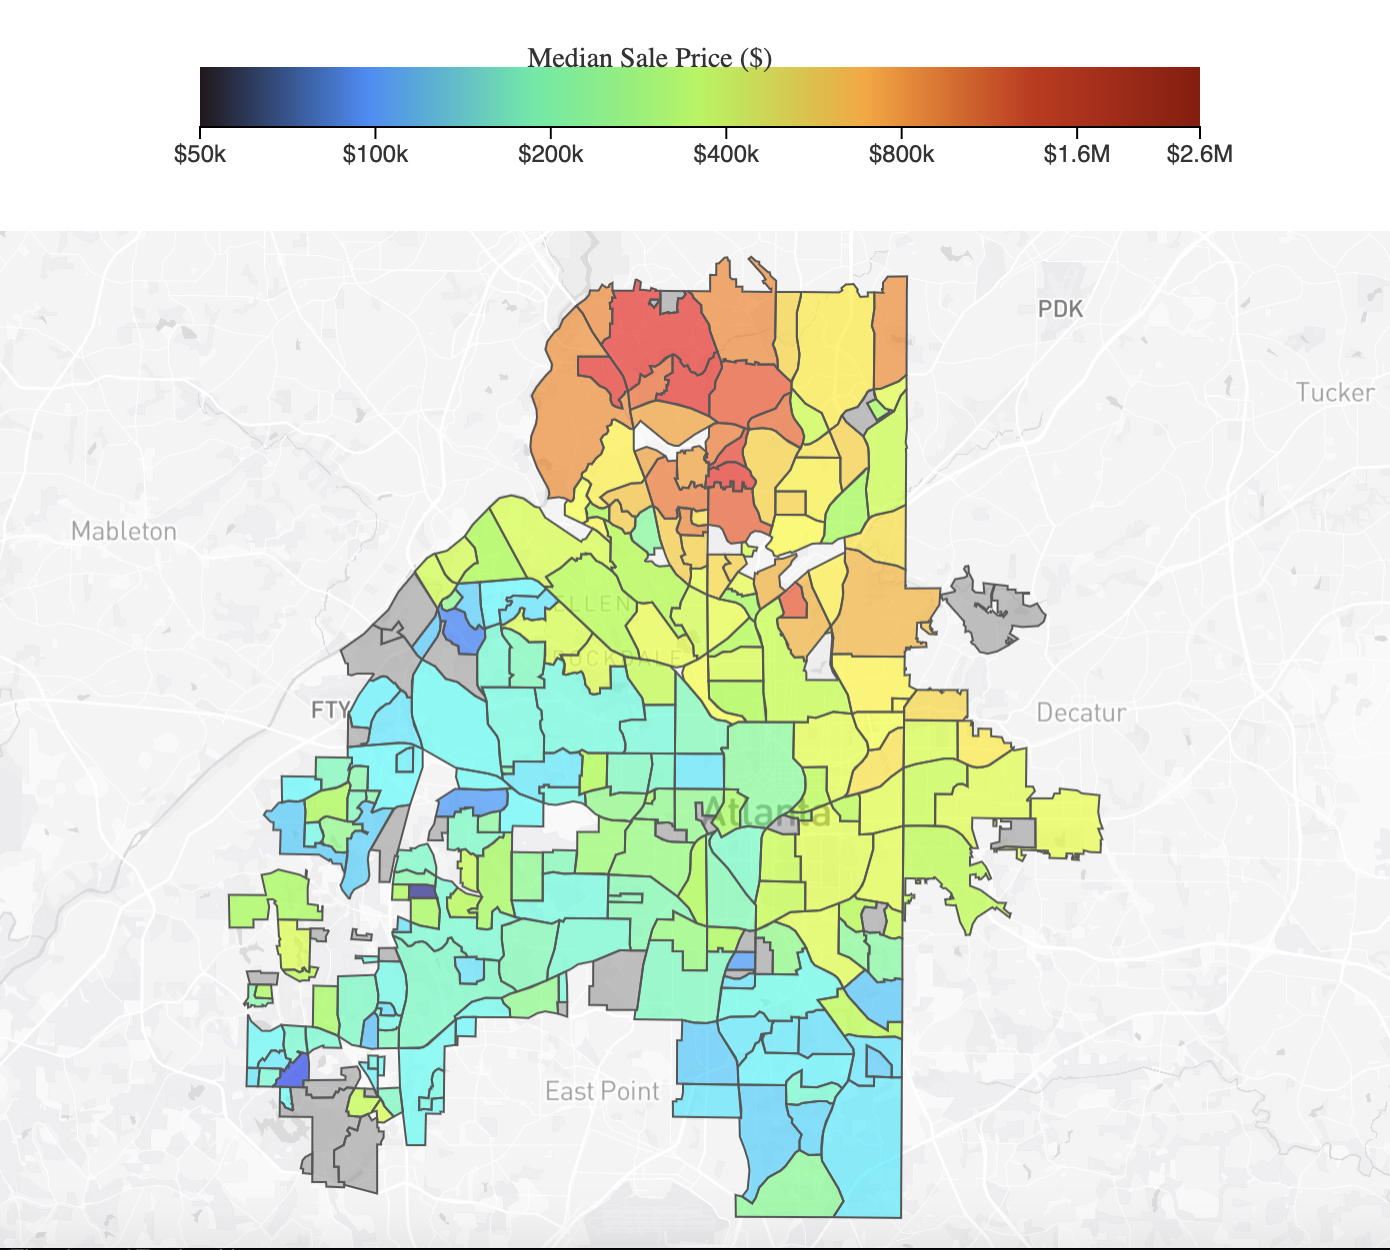 Median Sale Price ($)
$50k $100k $200k $400k $800k $1.6M $2.6M
PDK
Tucker
Mableton
ELLEN
ROCKDALE
FTY
Decatur
Atlanta
East Point